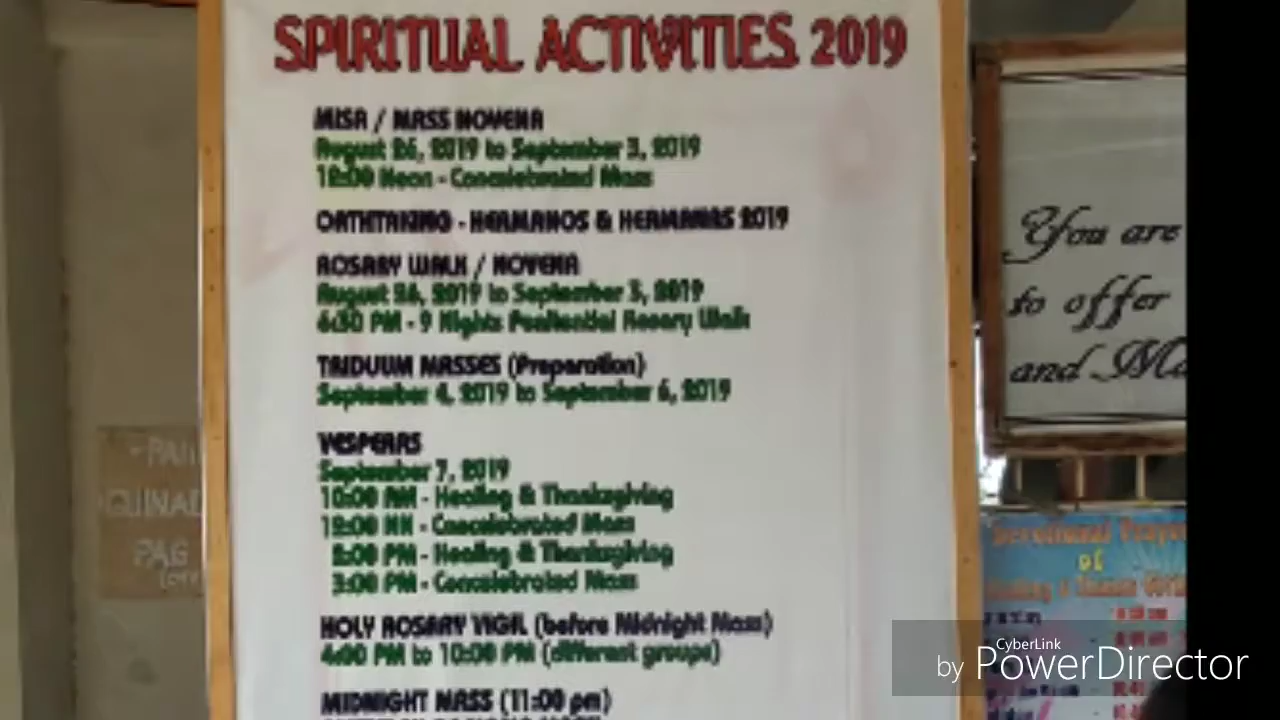 SPIRITUAL ACTIVITIES 2019
MISA / MASS NOVENA
August 26, 2019 to September 3, 2019
12:00 Noon - Concelebrated Mass
OATHTAKING - HERMANOS & HERMANAS 2019
ROSARY WALK / NOVENA
August 26, 2019 to September 3, 2019
6:30 PM - 9 Nights Penitential Rosary Walk
TRIDUUM MASSES (Preparation)
September 4, 2019 to September 6, 2019
VESPERS
September 7, 2019
10:00 AM - Healing & Thanksgiving
12:00 NN - Concelebrated Mass
2:00 PM - Healing & Thanksgiving
3:00 PM - Concelebrated Mass
HOLY ROSARY VIGIL (before Midnight Mass)
4:00 PM to 10:00 PM (different groups)
MIDNIGHT MASS (11:00 pm)
You are
to offer
and
PAG
Devotional
of
CyberLink
by PowerDirector